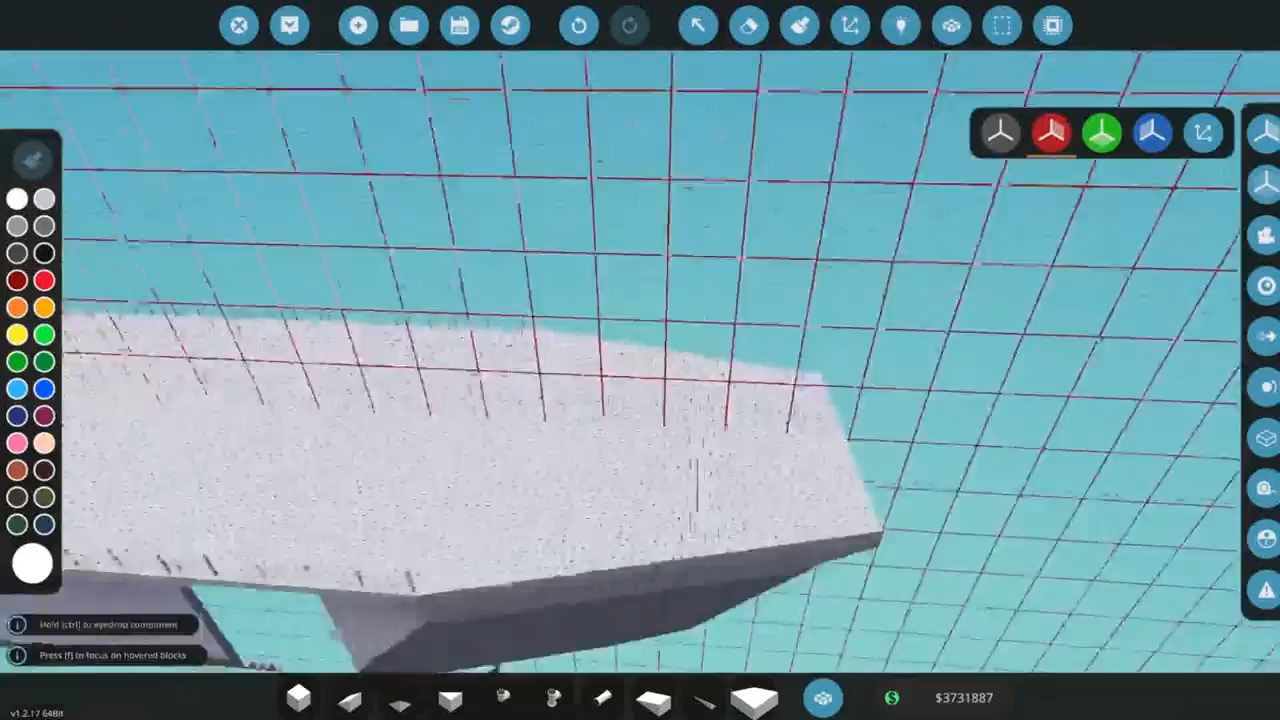 Hold [ctrl] to eyedrop component
Press [f] to focus on hovered blocks
$3731887
v1.2.17 64Bit